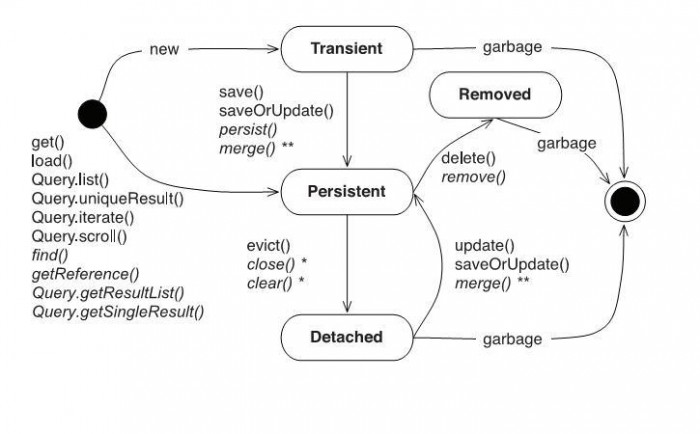 new
Transient
garbage
save()
saveOrUpdate()
persist()
merge() **
Removed
garbage
get()
load()
Query.list()
Query.uniqueResult()
Query.iterate()
Query.scroll()
find()
getReference()
Query.getResultList()
Query.getSingleResult()
delete()
remove()
Persistent
evict()
close() *
clear() *
update()
saveOrUpdate()
merge() **
Detached
garbage